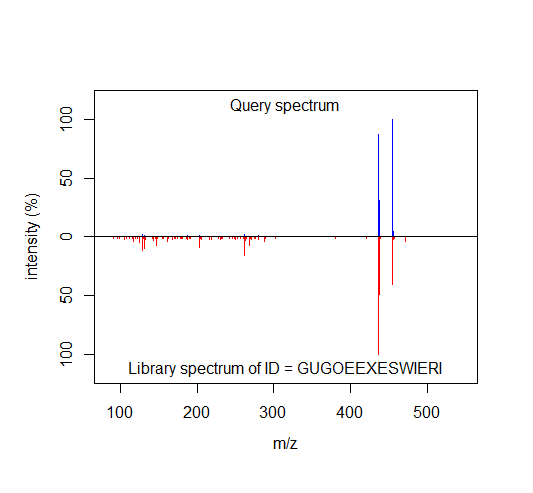 Query spectrum
100
50
0
50
100
intensity (%)
Library spectrum of ID = GUGOEEXESWIERI
100 200 300 400 500
m/z